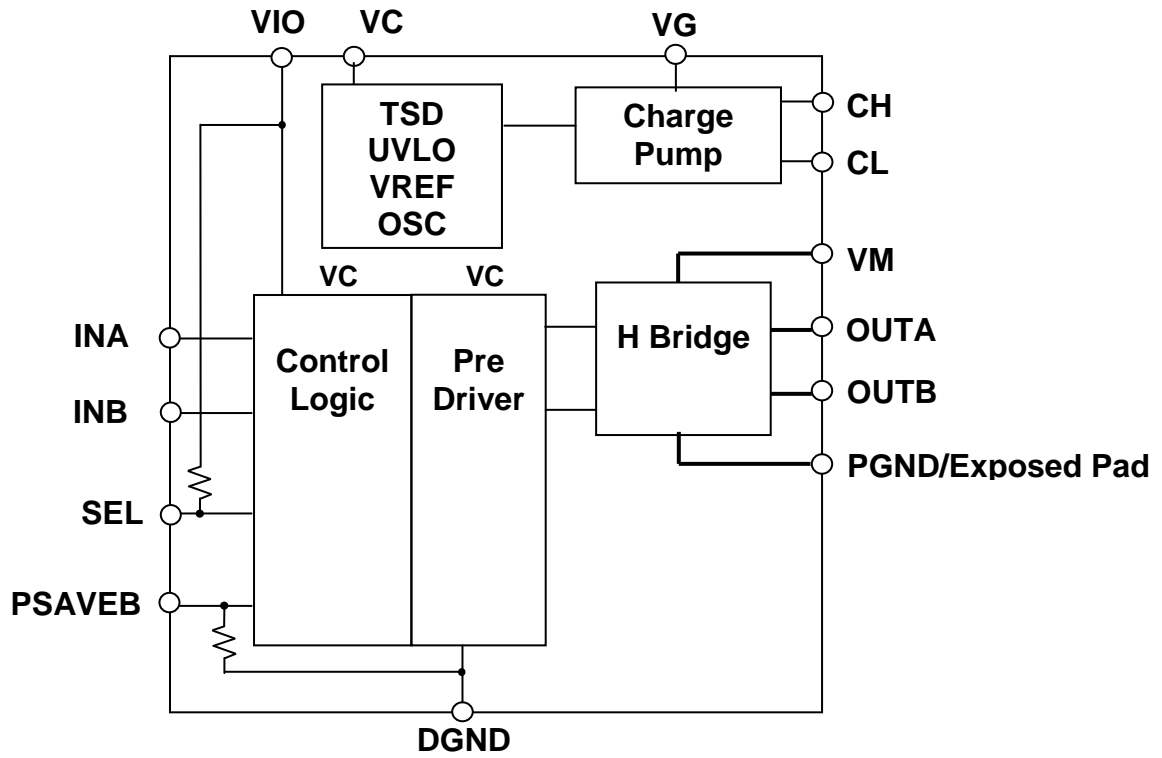 VIO
VC
VG
TSD
UVLO
VREF
OSC
Charge
Pump
CH
CL
VM
VC
VC
INA
INB
SEL
PSAVEB
Control
Logic
Pre
Driver
H Bridge
OUTA
OUTB
PGND/Exposed Pad
DGND